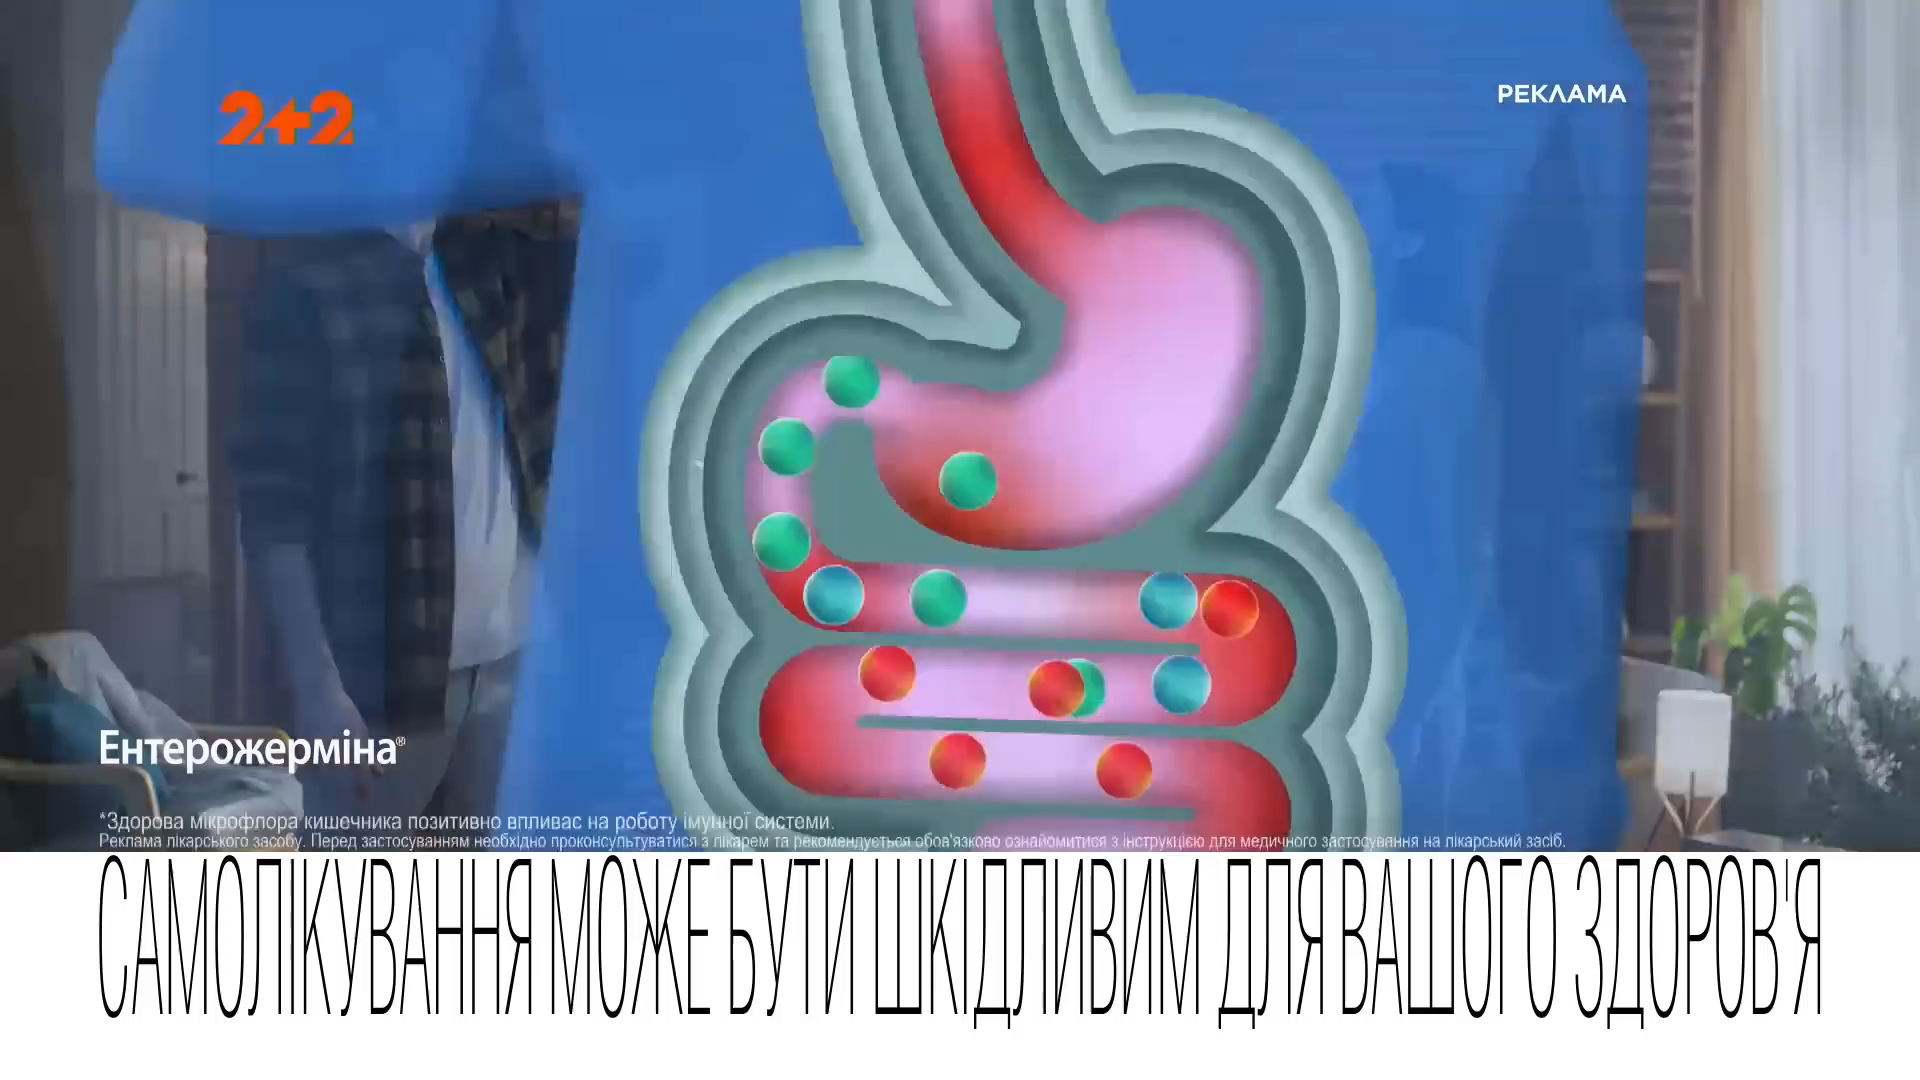 2+2
РЕКЛАМА
Ентерожерміна®
*Здорова мікрофлора кишечника позитивно впливає на роботу імунної системи.
Реклама лікарського засобу. Перед застосуванням необхідно проконсультуватися з лікарем та рекомендується обов'язково ознайомитися з інструкцією для медичного застосування на лікарський засіб.
САМОЛІКУВАННЯ МОЖЕ БУТИ ШКІДЛИВИМ ДЛЯ ВАШОГО ЗДОРОВ'Я